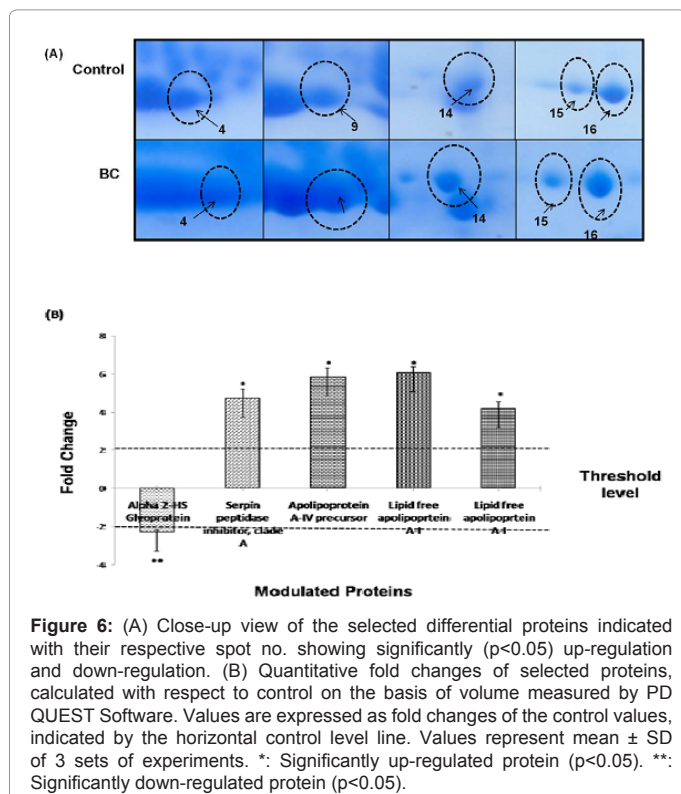 (A)
Control
4
9
14
15
16
BC
4
14
15
16
(B)
Fold Change
8
6
4
2
0
-2
-4
*
*
*
*
**
Alpha 2-HS
Glycoprotein
Serpin
peptidase
inhibitor, clade
A
Apolipoprotein
A-IV precursor
Lipid free
apolipoprtein
A-I
Lipid free
apolipoprtein
A-I
Threshold
level
Modulated Proteins
Figure 6: (A) Close-up view of the selected differential proteins indicated
with their respective spot no. showing significantly (p<0.05) up-regulation
and down-regulation. (B) Quantitative fold changes of selected proteins,
calculated with respect to control on the basis of volume measured by PD
QUEST Software. Values are expressed as fold changes of the control values,
indicated by the horizontal control level line. Values represent mean ± SD
of 3 sets of experiments. *: Significantly up-regulated protein (p<0.05). **:
Significantly down-regulated protein (p<0.05).